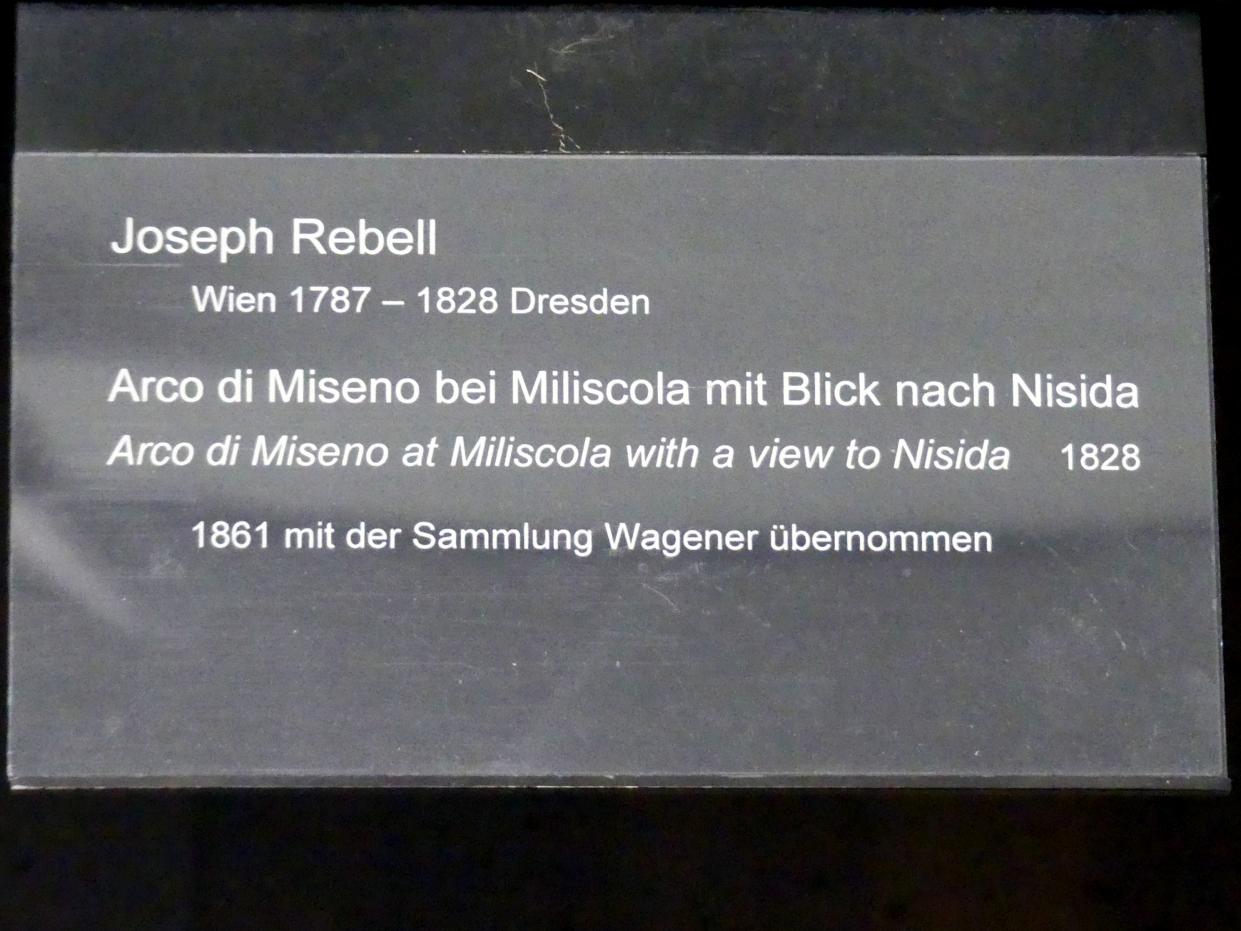 Joseph Rebell
Wien 1787 – 1828 Dresden
Arco di Miseno bei Miliscola mit Blick nach Nisida
Arco di Miseno at Miliscola with a view to Nisida 1828
1861 mit der Sammlung Wagener übernommen